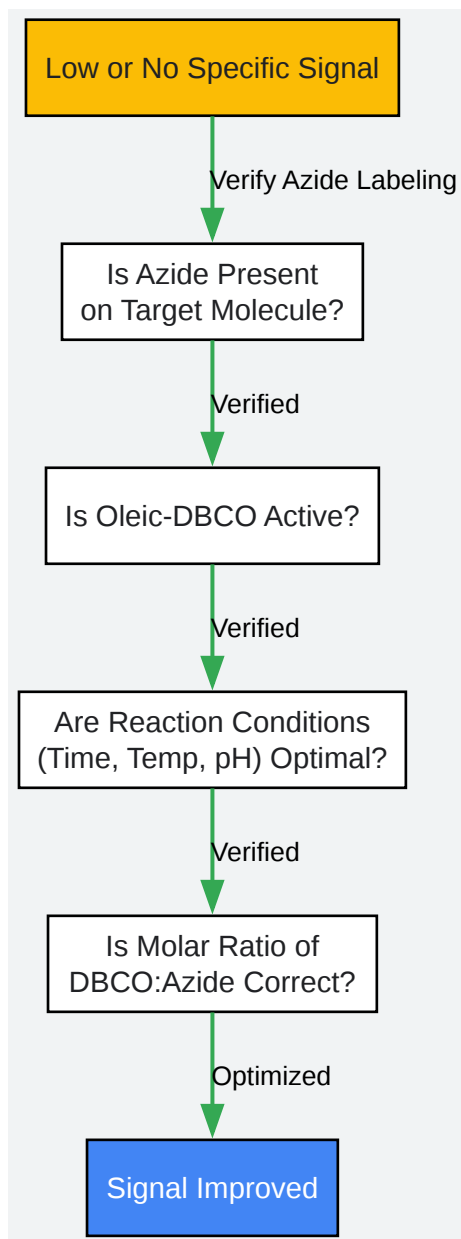 Low or No Specific Signal
Verify Azide Labeling
Is Azide Present
on Target Molecule?
Verified
Is Oleic-DBCO Active?
Verified
Are Reaction Conditions
(Time, Temp, pH) Optimal?
Verified
Is Molar Ratio of
DBCO:Azide Correct?
Optimized
Signal Improved